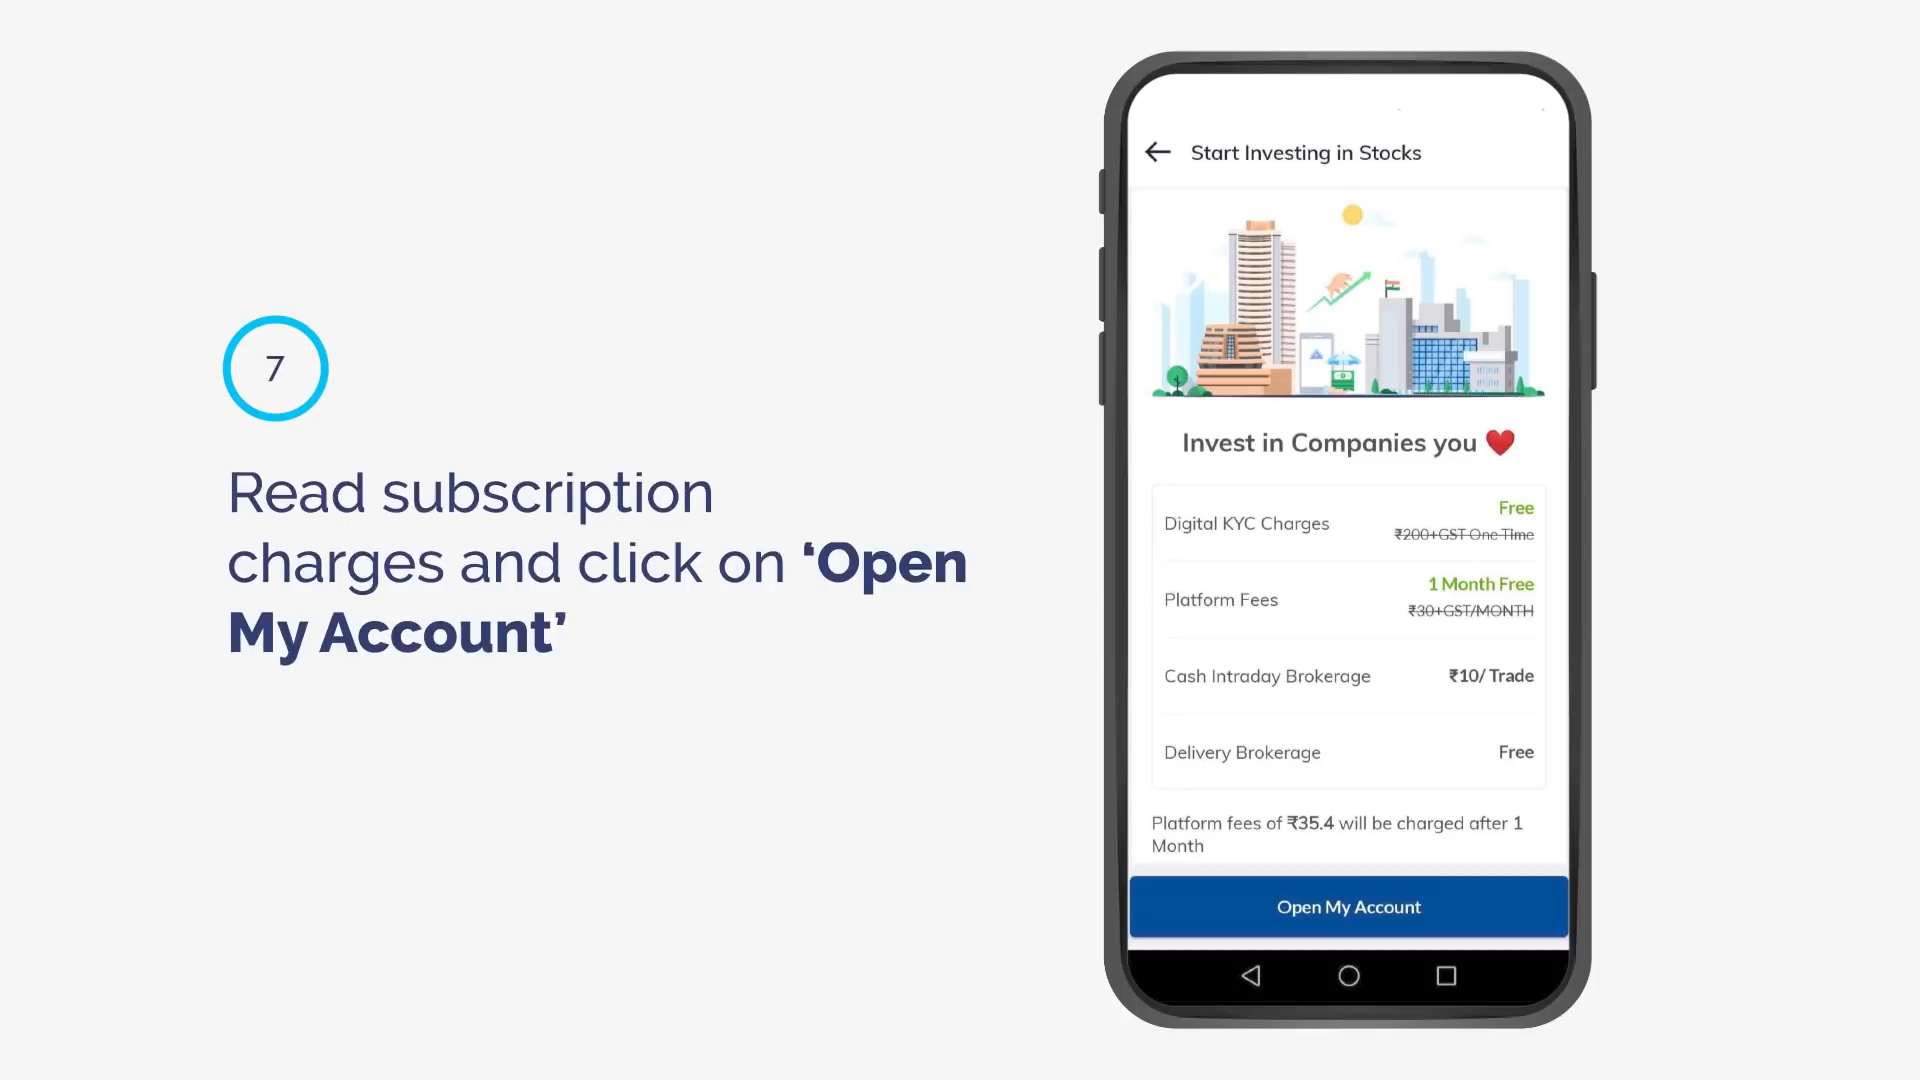 7
Read subscription
charges and click on ‘Open
My Account’
Start Investing in Stocks
Invest in Companies you ❤️
Digital KYC Charges
Free
₹200+GST One Time
Platform Fees
1 Month Free
₹30+GST/MONTH
Cash Intraday Brokerage
₹10/ Trade
Delivery Brokerage
Free
Platform fees of ₹35.4 will be charged after 1
Month
Open My Account